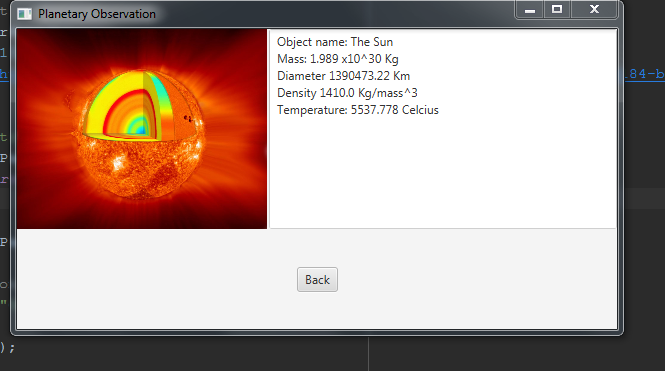 Planetary Observation
Object name: The Sun
Mass: 1.989 x10^30 Kg
Diameter 1390473.22 Km
Density 1410.0 Kg/mass^3
Temperature: 5537.778 Celcius
Back